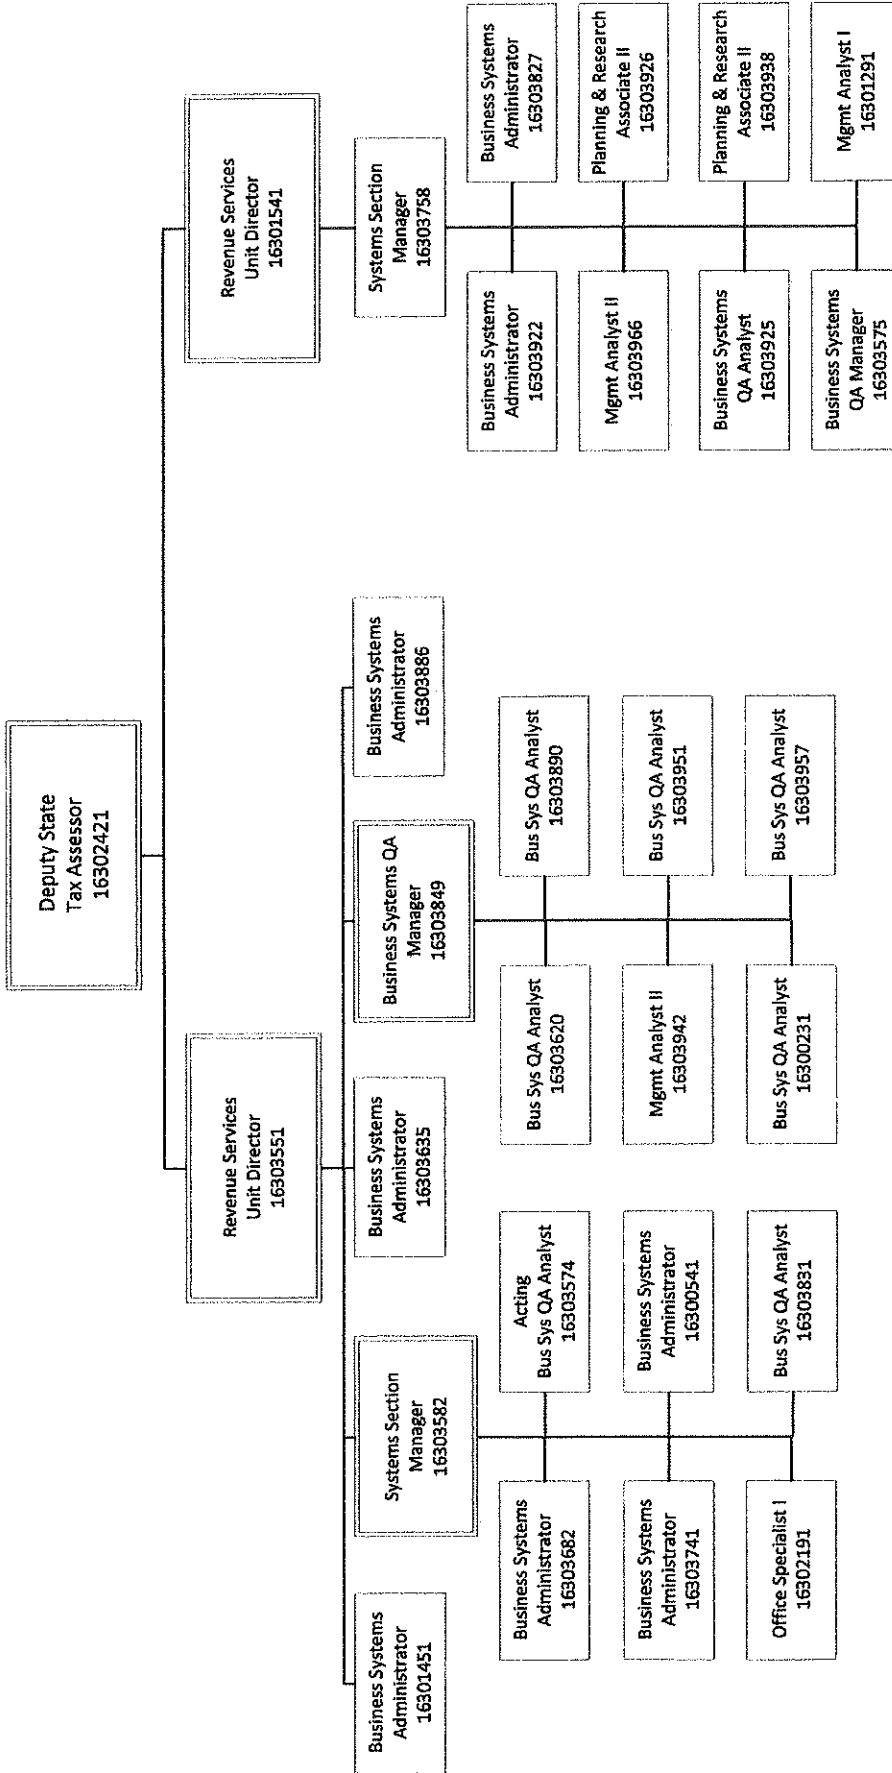 Deputy State
Tax Assessor
16302421
Revenue Services
Unit Director
16303551
Revenue Services
Unit Director
16301541
Business Systems
Administrator
16301451
Systems Section
Manager
16303582
Business Systems
Administrator
16303635
Business Systems QA
Manager
16303849
Business Systems
Administrator
16303886
Systems Section
Manager
16303758
Business Systems
Administrator
16303682
Acting
Bus Sys QA Analyst
16303574
Business Systems
Administrator
16303741
Business Systems
Administrator
16300541
Office Specialist I
16302191
Bus Sys QA Analyst
16303831
Bus Sys QA Analyst
16303620
Bus Sys QA Analyst
16303890
Mgmt Analyst II
16303942
Bus Sys QA Analyst
16303951
Bus Sys QA Analyst
16300231
Bus Sys QA Analyst
16303957
Business Systems
Administrator
16303922
Business Systems
Administrator
16303827
Mgmt Analyst II
16303966
Planning & Research
Associate II
16303926
Business Systems
QA Analyst
16303925
Planning & Research
Associate II
16303938
Business Systems
QA Manager
16303575
Mgmt Analyst I
16301291